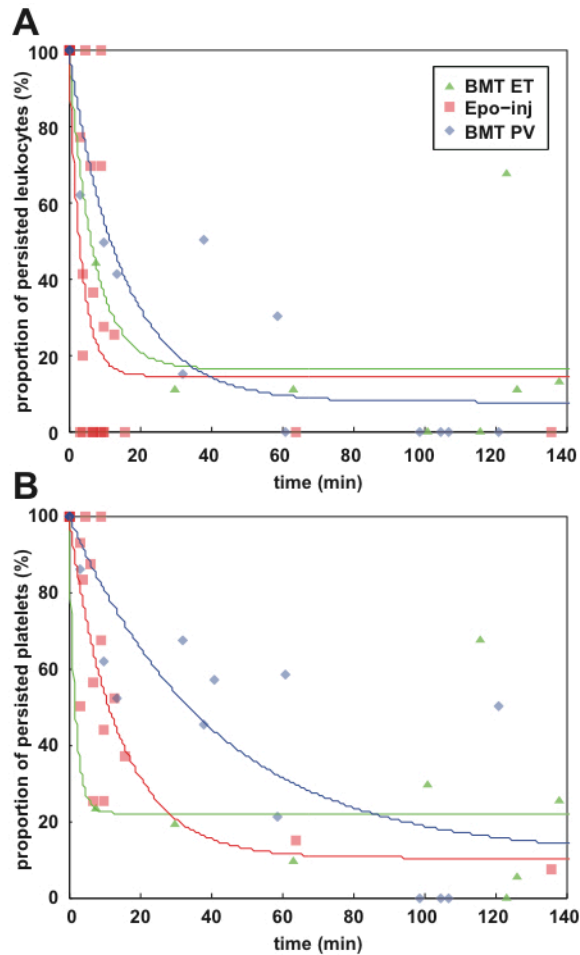 A
100
80
60
40
20
0
proportion of persisted leukocytes (%)
BMT ET
Epo-inj
BMT PV
0 20 40 60 80 100 120 140
time (min)
B
100
80
60
40
20
0
proportion of persisted platelets (%)
0 20 40 60 80 100 120 140
time (min)